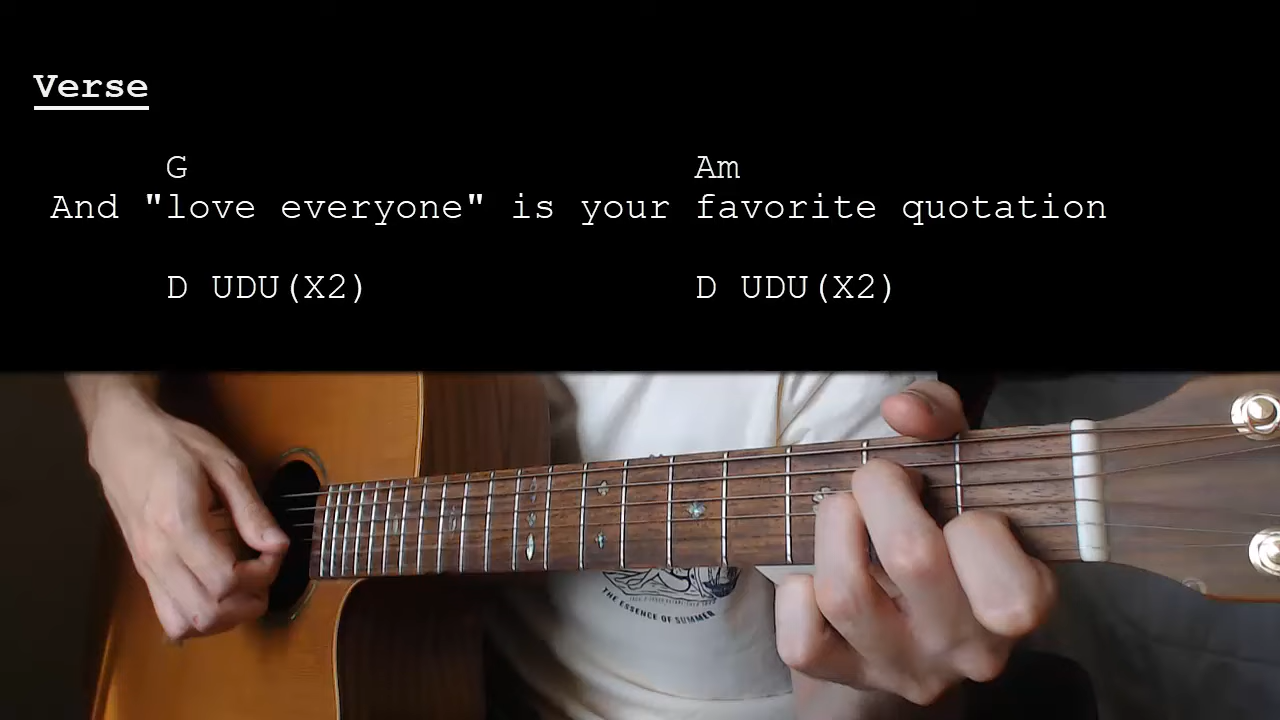 Verse
G Am
And "love everyone" is your favorite quotation
D UDU(X2) D UDU(X2)
THE ESSENCE OF SUMMER